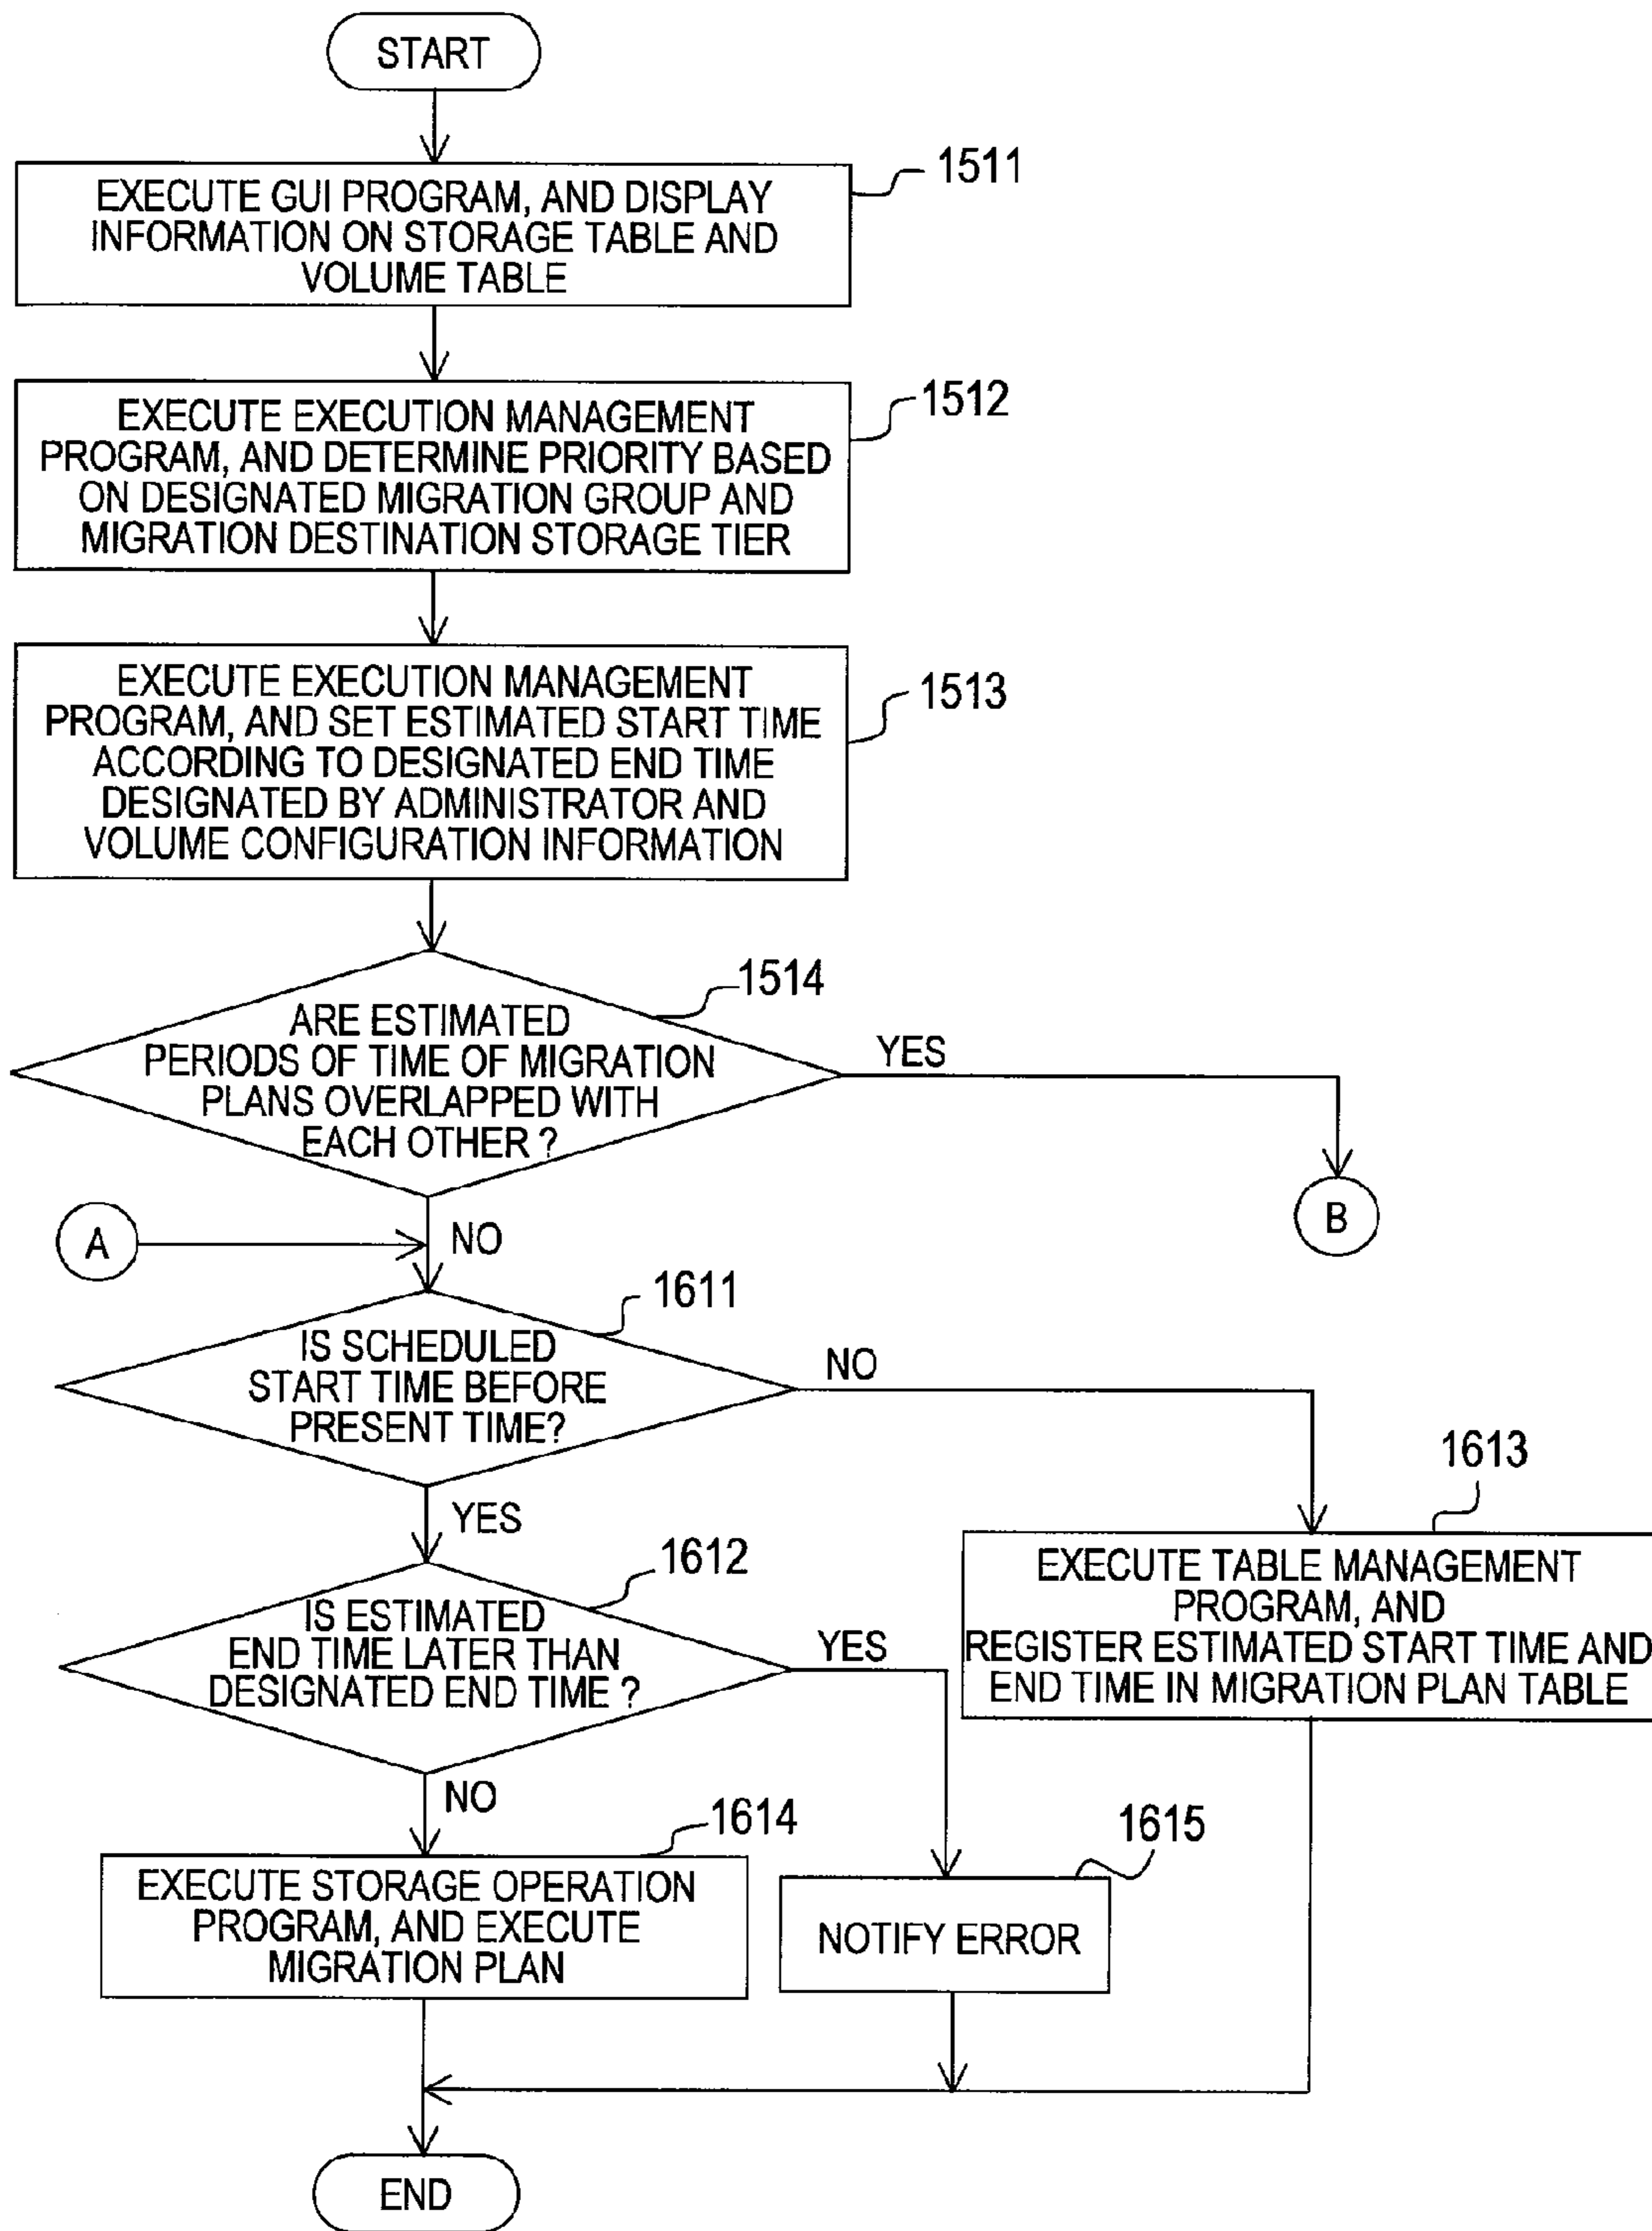 START
1511
EXECUTE GUI PROGRAM, AND DISPLAY
INFORMATION ON STORAGE TABLE AND
VOLUME TABLE
1512
EXECUTE EXECUTION MANAGEMENT
PROGRAM, AND DETERMINE PRIORITY BASED
ON DESIGNATED MIGRATION GROUP AND
MIGRATION DESTINATION STORAGE TIER
1513
EXECUTE EXECUTION MANAGEMENT
PROGRAM, AND SET ESTIMATED START TIME
ACCORDING TO DESIGNATED END TIME
DESIGNATED BY ADMINISTRATOR AND
VOLUME CONFIGURATION INFORMATION
1514
ARE ESTIMATED
PERIODS OF TIME OF MIGRATION
PLANS OVERLAPPED WITH
EACH OTHER ?
YES
B
A
NO
1611
IS SCHEDULED
START TIME BEFORE
PRESENT TIME?
NO
YES
1613
EXECUTE TABLE MANAGEMENT
PROGRAM, AND
REGISTER ESTIMATED START TIME AND
END TIME IN MIGRATION PLAN TABLE
1612
IS ESTIMATED
END TIME LATER THAN
DESIGNATED END TIME ?
YES
NO
1614
EXECUTE STORAGE OPERATION
PROGRAM, AND EXECUTE
MIGRATION PLAN
1615
NOTIFY ERROR
END